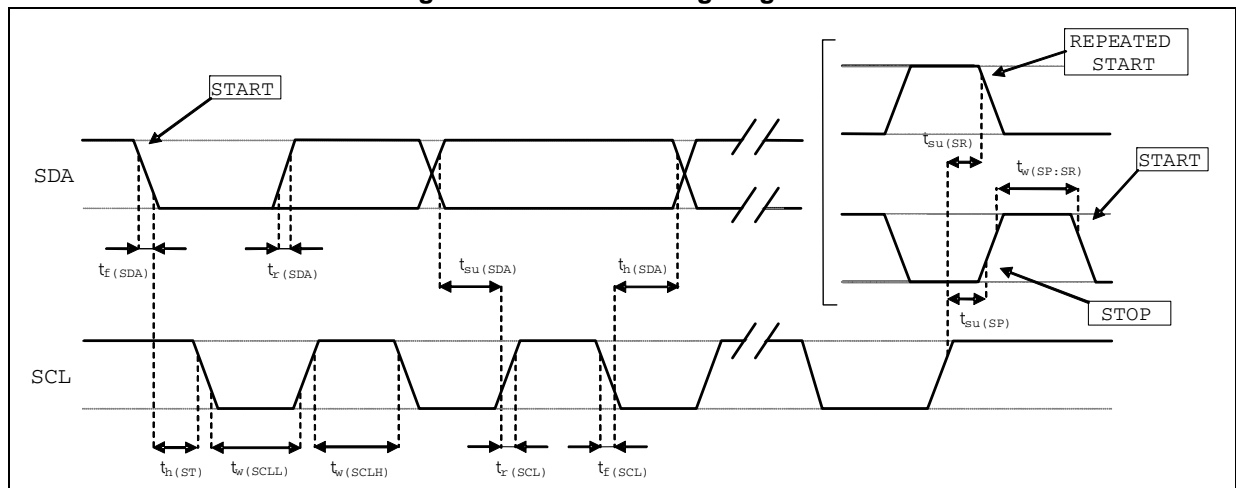 START
REPEATED
START
SDA
t_su(SR)
t_w(SP:SR)
START
t_f(SDA)
t_r(SDA)
t_su(SDA)
t_h(SDA)
t_su(SP)
STOP
SCL
t_h(ST)
t_w(SCLL)
t_w(SCLH)
t_r(SCL)
t_f(SCL)